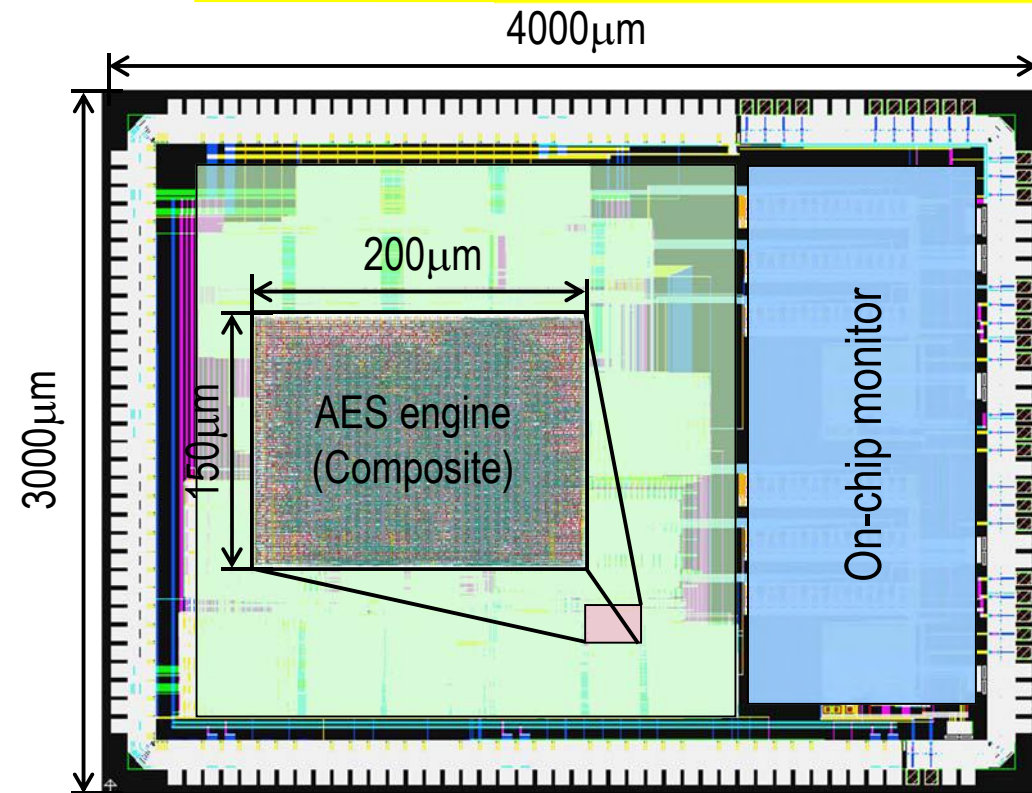 4000μm
3000μm
200μm
150μm
AES engine
(Composite)
On-chip monitor